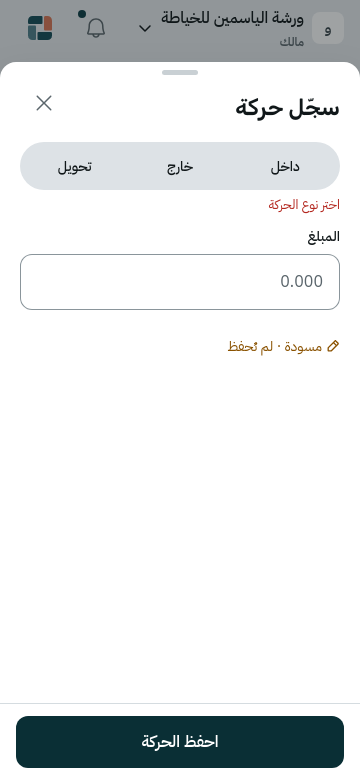 و
ورشة الياسمين للخياطة
مالك
سجّل حركة
داخل
خارج
تحويل
اختر نوع الحركة
المبلغ
0.000
مسودة · لم تُحفظ
احفظ الحركة